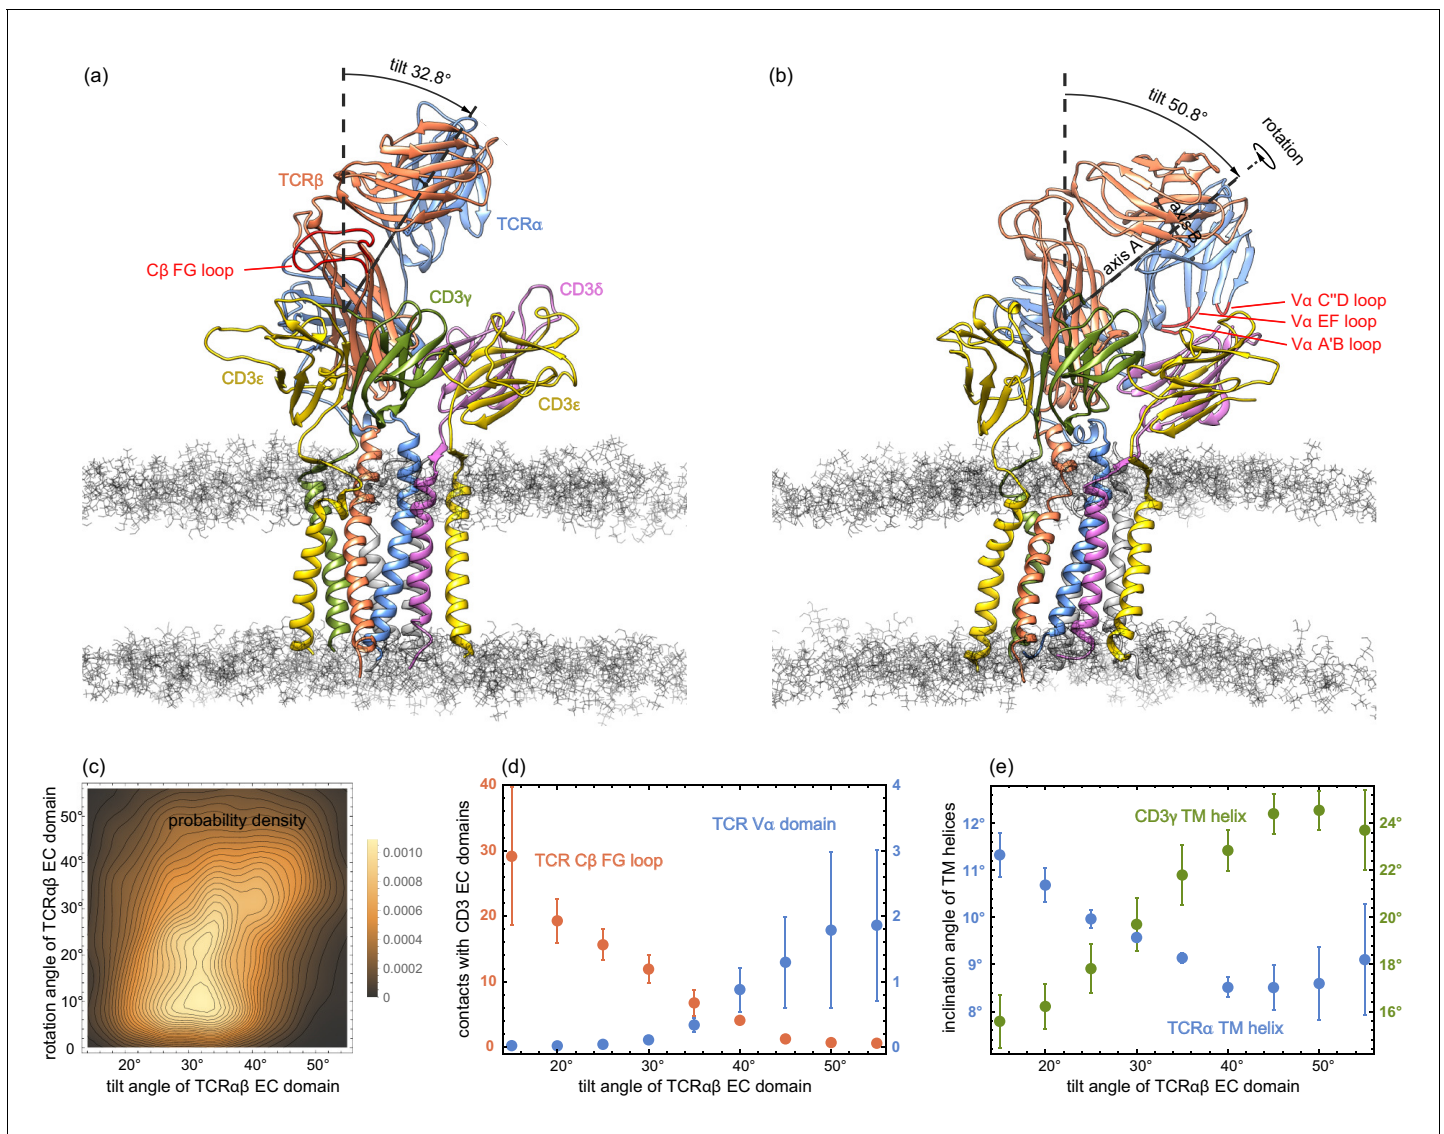 (a)
tilt 32.8°
TCRβ
TCRα
Cβ FG loop
CD3γ
CD3δ
CD3ε
CD3ε
(b)
tilt 50.8°
rotation
axis A
axis B
Vα C"D loop
Vα EF loop
Vα A'B loop
(c)
rotation angle of TCRαβ EC domain
50°
40°
30°
20°
10°
0
probability density
0.0010
0.0008
0.0006
0.0004
0.0002
0
20° 30° 40° 50°
tilt angle of TCRαβ EC domain
(d)
contacts with CD3 EC domains
40
30
20
10
0
TCR Cβ FG loop
TCR Vα domain
4
3
2
1
0
20° 30° 40° 50°
tilt angle of TCRαβ EC domain
(e)
inclination angle of TM helices
12°
11°
10°
9°
8°
CD3γ TM helix
TCRα TM helix
24°
22°
20°
18°
16°
20° 30° 40° 50°
tilt angle of TCRαβ EC domain